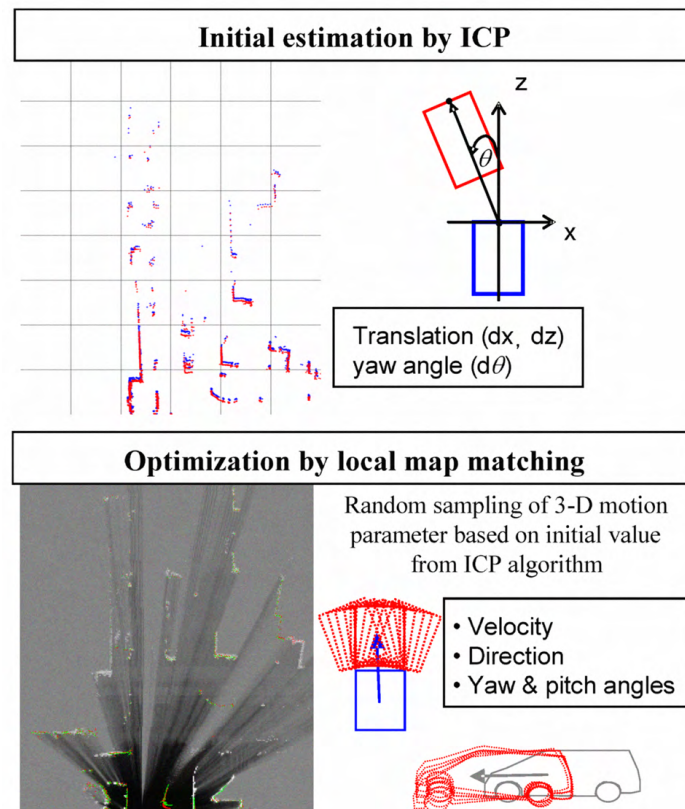 Initial estimation by ICP
z
θ
x
Translation (dx, dz)
yaw angle (dθ)
Optimization by local map matching
Random sampling of 3-D motion
parameter based on initial value
from ICP algorithm
• Velocity
• Direction
• Yaw & pitch angles